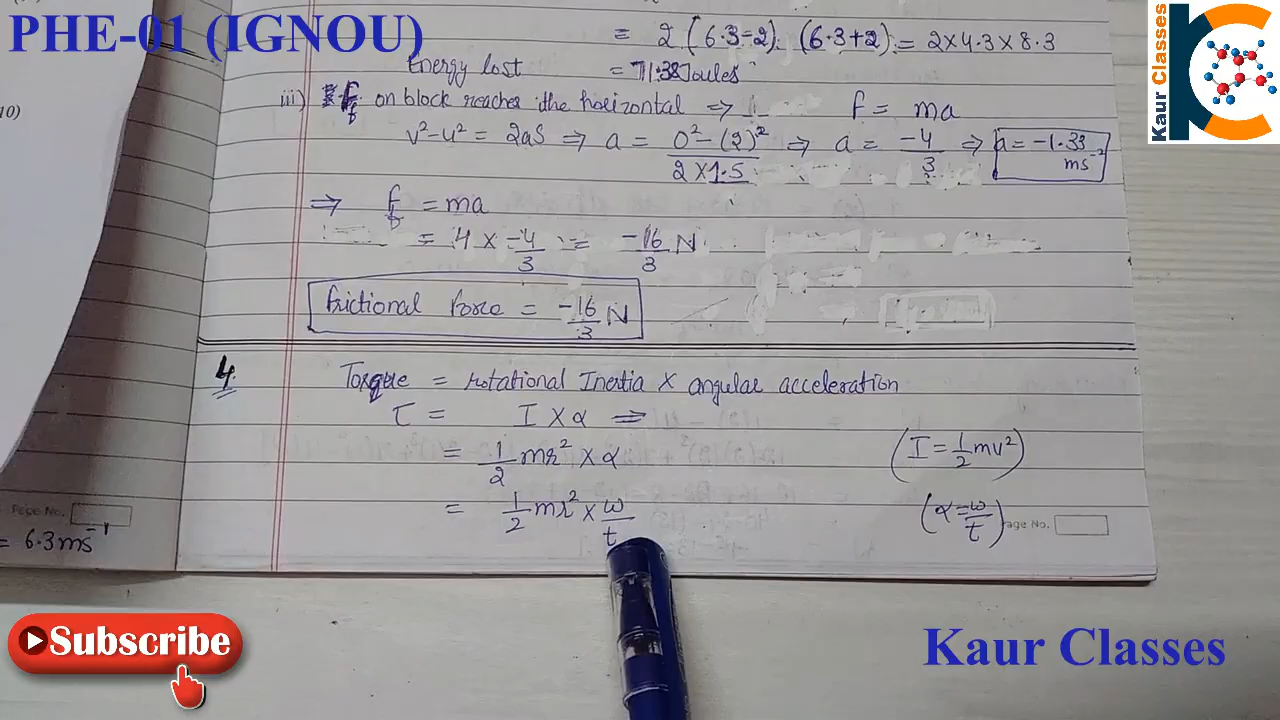 PHE-01 (IGNOU)
= 2 (6.3-2) (6.3+2) = 2×4.3×8.3
Energy lost = 71.38 Joules
10)
iii) f on block reaches the horizontal ⇒ f = ma
v²-u² = 2as ⇒ a = 0²-(2)² / 2×1.5 ⇒ a = -4/3 ⇒ a = -1.33 ms⁻²
⇒ f = ma
= 4 × -4/3 = -16/3 N
Frictional Force = -16/3 N
4. Torque = rotational Inertia × angular acceleration
τ = I × α ⇒
= 1/2 mr² × α (I = 1/2 mv²)
= 1/2 mr² × ω/t (α = ω/t)
Page No.
= 6.3 ms⁻¹
age No.
Subscribe
Kaur Classes
Kaur Classes